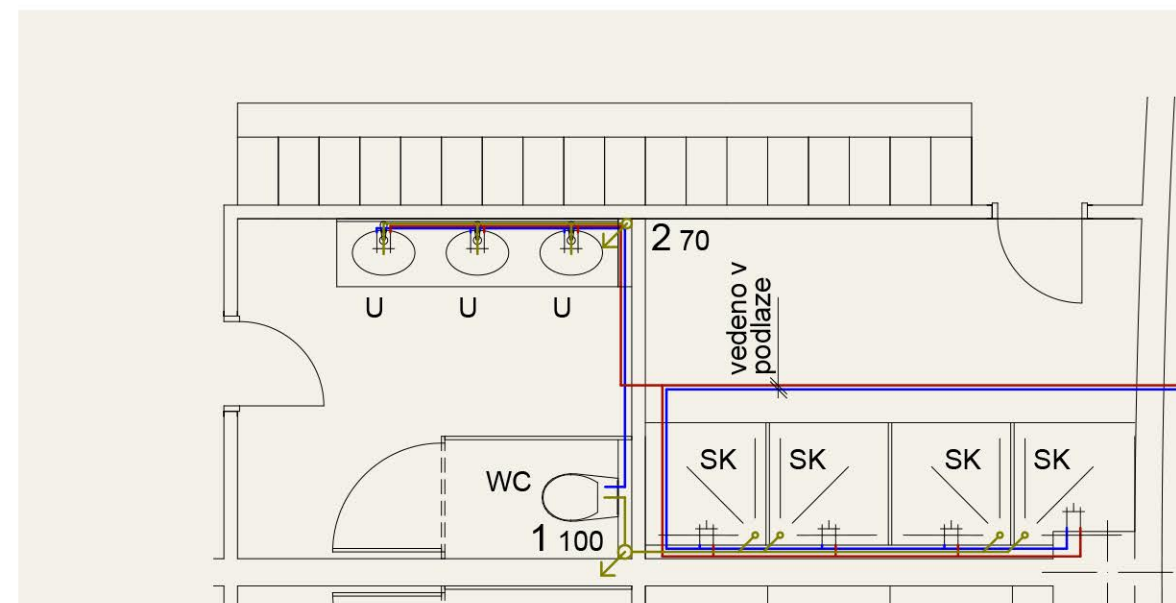 2 70
U U U
vedeno v
podlaze
WC
SK SK SK SK
1 100